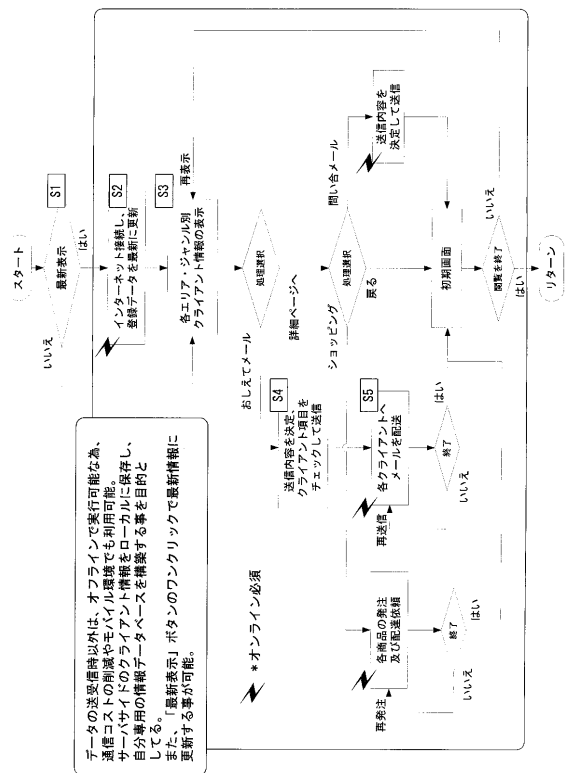 データの送受信時以外は、オフラインで実行可能な為、
通信コストの削減やモバイル環境でも利用可能。
サーバサイドのクライアント情報をローカルに保存し、
自分専用の情報データベースを構築する事を目的と
してる。
また、「最新表示」ボタンのワンクリックで最新情報に
更新する事が可能。
*オンライン必須
スタート
S1
最新表示
いいえ
はい
S2
インターネット接続し、
登録データを最新に更新
S3
各エリア・ジャンル別
クライアント情報の表示
再表示
処理選択
おしえてメール
詳細ページへ
S4
送信内容を決定、
クライアント項目を
チェックして送信
処理選択
ショッピング
戻る
問い合メール
送信内容を
決定して送信
S5
各クライアントへ
メールを配送
再送信
終了
はい
いいえ
各商品の発注
及び配達依頼
再発注
終了
はい
いいえ
初期画面
閲覧を終了
いいえ
はい
リターン